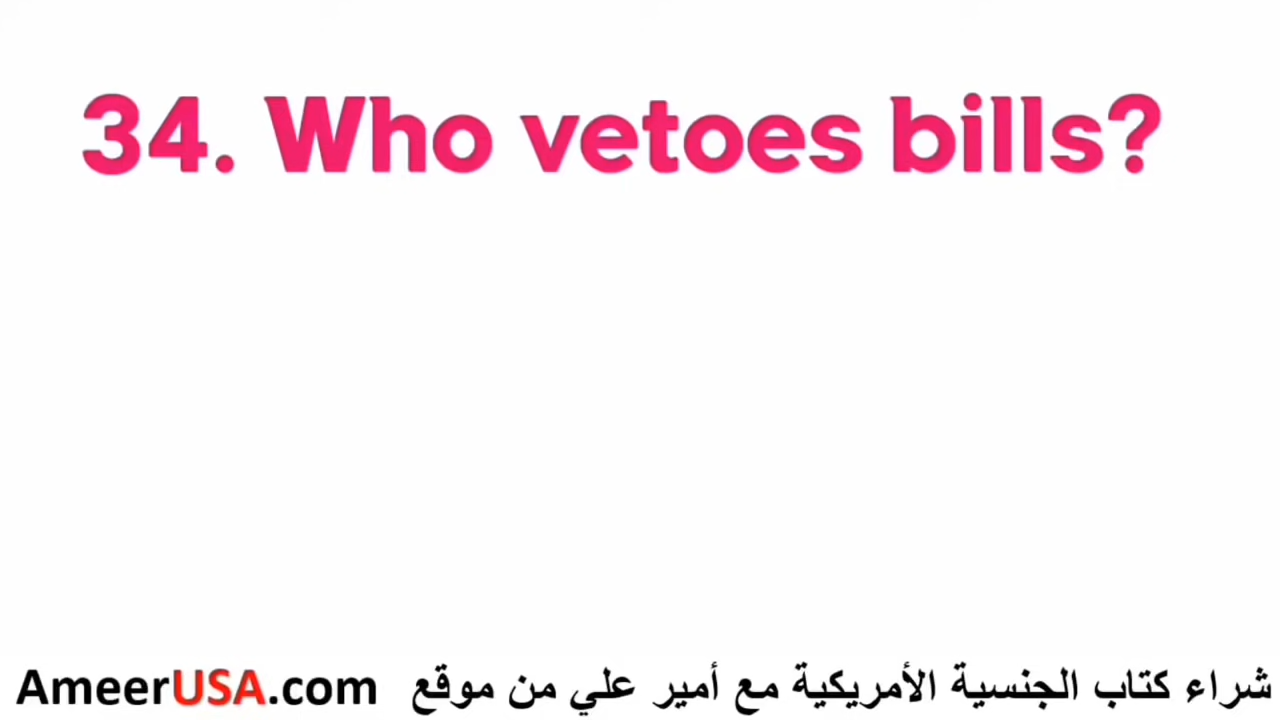 34. Who vetoes bills?
AmeerUSA.com شراء كتاب الجنسية الأمريكية مع أمير علي من موقع